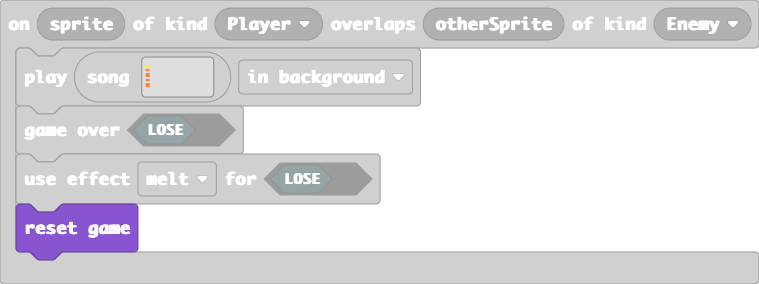 on sprite of kind Player overlaps otherSprite of kind Enemy
play song in background
game over LOSE
use effect melt for LOSE
reset game